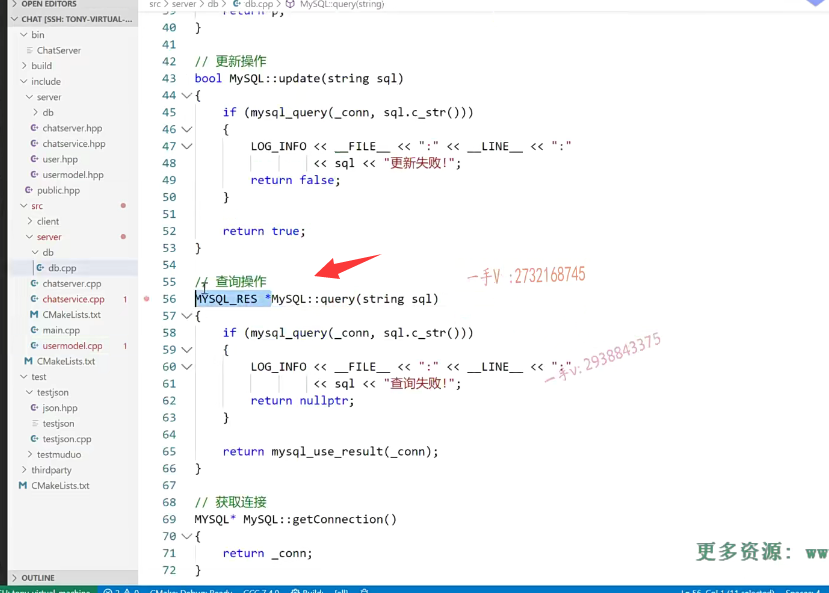 OPEN EDITORS
CHAT [SSH: TONY-VIRTUAL-...
bin
ChatServer
build
include
server
db
chatserver.hpp
chatservice.hpp
user.hpp
usermodel.hpp
public.hpp
src
client
server
db
db.cpp
chatserver.cpp
chatservice.cpp 1
CMakeLists.txt
main.cpp
usermodel.cpp 1
CMakeLists.txt
test
testjson
json.hpp
testjson
testjson.cpp
testmuduo
thirdparty
CMakeLists.txt
OUTLINE
src > server > db > db.cpp > MySQL::query(string)
39 return p;
40 }
41
42 // 更新操作
43 bool MySQL::update(string sql)
44 {
45 if (mysql_query(_conn, sql.c_str()))
46 {
47 LOG_INFO << __FILE__ << ":" << __LINE__ << ":"
48 << sql << "更新失败!";
49 return false;
50 }
51
52 return true;
53 }
54
55 // 查询操作
56 MYSQL_RES *MySQL::query(string sql)
57 {
58 if (mysql_query(_conn, sql.c_str()))
59 {
60 LOG_INFO << __FILE__ << ":" << __LINE__ << ":"
61 << sql << "查询失败!";
62 return nullptr;
63 }
64
65 return mysql_use_result(_conn);
66 }
67
68 // 获取连接
69 MYSQL* MySQL::getConnection()
70 {
71 return _conn;
72 }
一手V :2732168745
一手v:2938843375
更多资源: ww